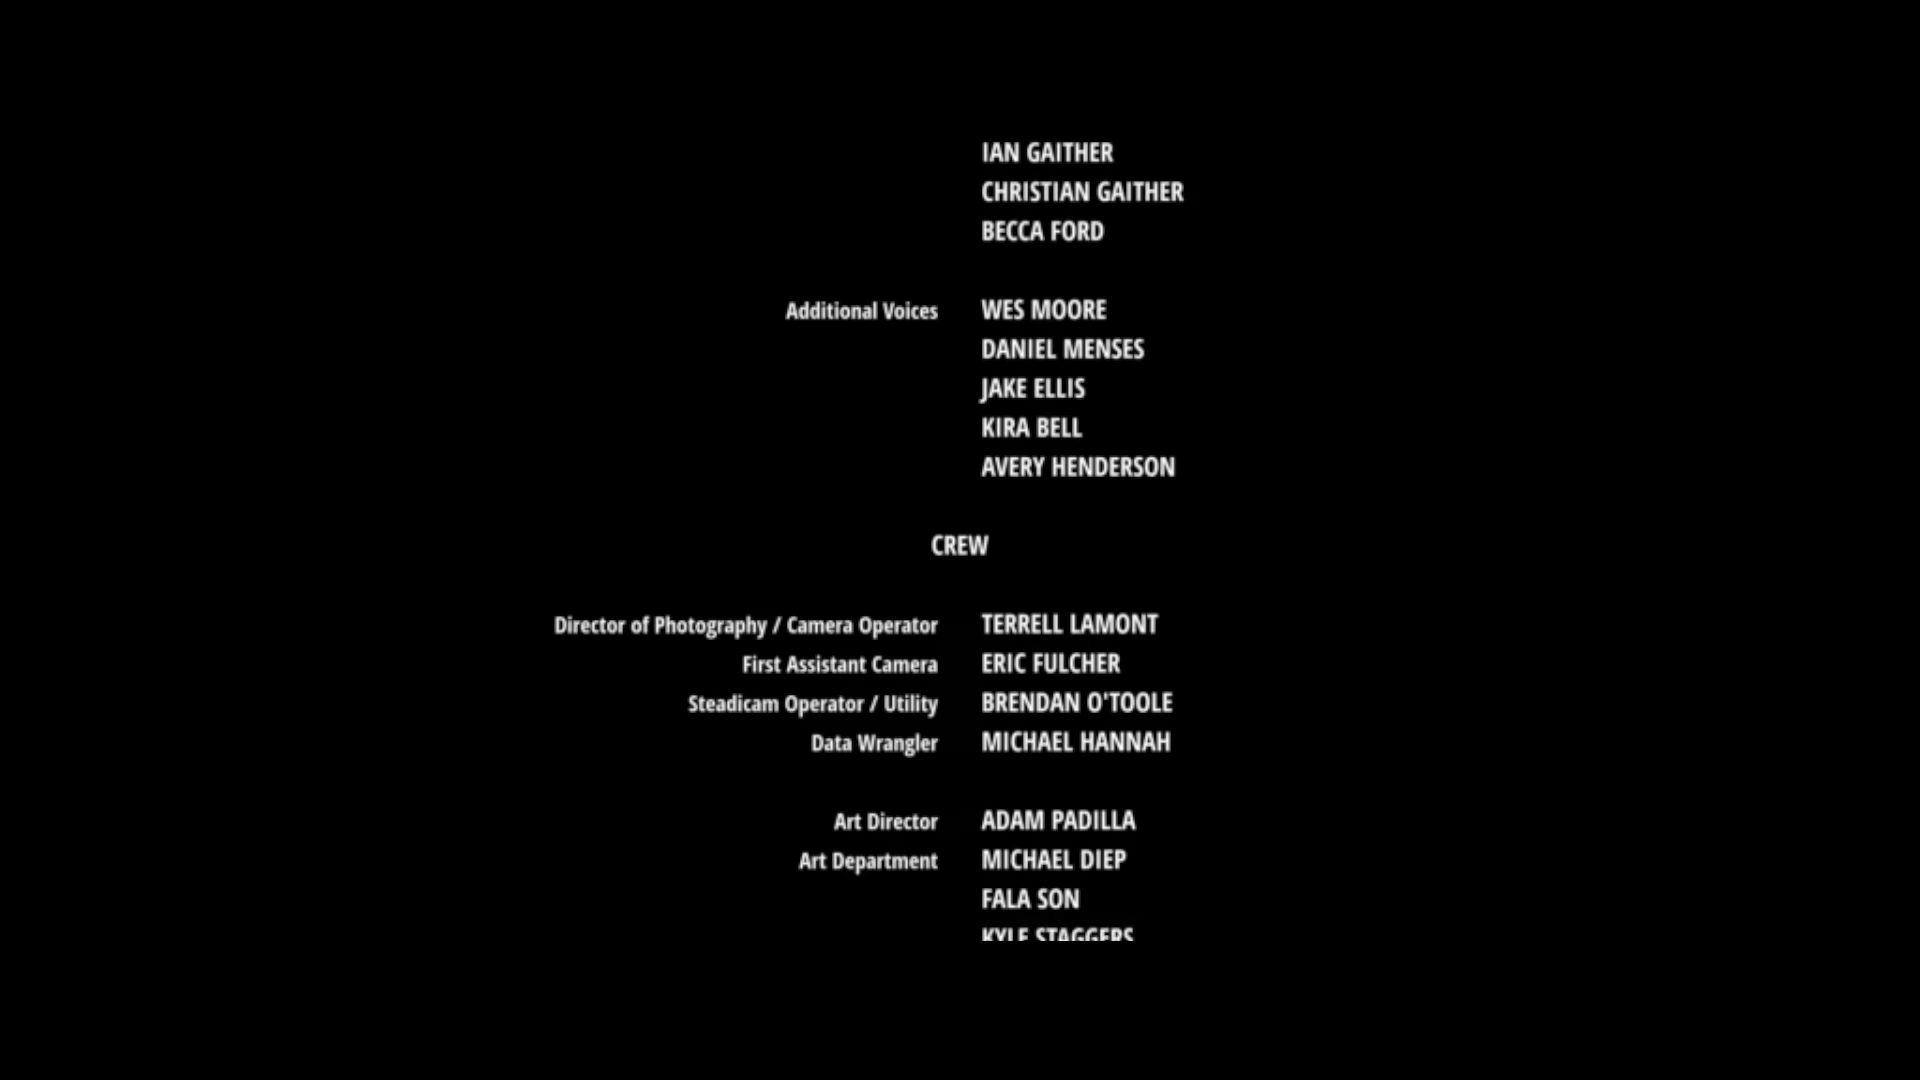 IAN GAITHER
CHRISTIAN GAITHER
BECCA FORD
Additional Voices WES MOORE
DANIEL MENSES
JAKE ELLIS
KIRA BELL
AVERY HENDERSON
CREW
Director of Photography / Camera Operator TERRELL LAMONT
First Assistant Camera ERIC FULCHER
Steadicam Operator / Utility BRENDAN O'TOOLE
Data Wrangler MICHAEL HANNAH
Art Director ADAM PADILLA
Art Department MICHAEL DIEP
FALA SON
KYLE STAGGERS